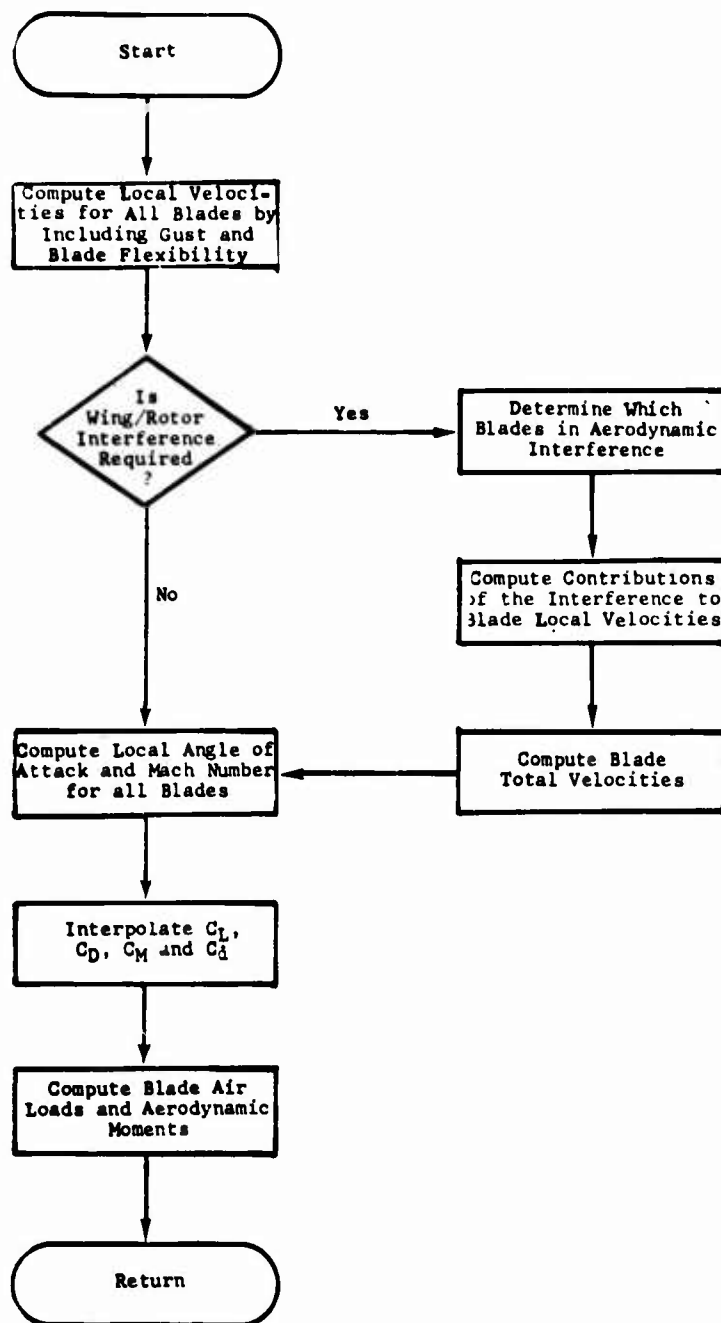 Start
Compute Local Veloci-
ties for All Blades by
Including Gust and
Blade Flexibility
Is
Wing/Rotor
Interference
Required
?
Yes
Determine Which
Blades in Aerodynamic
Interference
Compute Contributions
of the Interference to
Blade Local Velocities
No
Compute Local Angle of
Attack and Mach Number
for all Blades
Compute Blade
Total Velocities
Interpolate C_L,
C_D, C_M and C_d
Compute Blade Air
Loads and Aerodynamic
Moments
Return